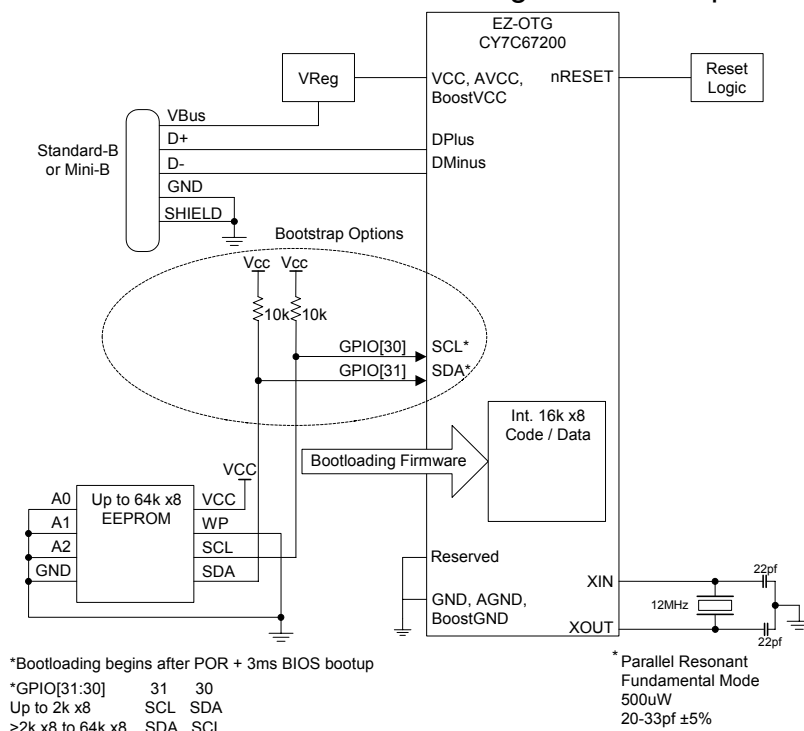 EZ-OTG
CY7C67200
VReg
VCC, AVCC,
BoostVCC
nRESET
Reset
Logic
VBus
D+
DPlus
Standard-B
or Mini-B
D-
DMinus
GND
SHIELD
Bootstrap Options
Vcc Vcc
10k 10k
GPIO[30] SCL*
GPIO[31] SDA*
Int. 16k x8
Code / Data
Bootloading Firmware
VCC
A0 Up to 64k x8 VCC
A1 EEPROM WP
A2 SCL
GND SDA
Reserved
GND, AGND,
BoostGND
XIN
XOUT
22pf
12MHz
22pf
*Bootloading begins after POR + 3ms BIOS bootup
*GPIO[31:30] 31 30
Up to 2k x8 SCL SDA
>2k x8 to 64k x8 SDA SCL
* Parallel Resonant
Fundamental Mode
500uW
20-33pf ±5%